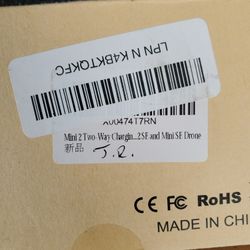 LPN N K4BKTQKFC
X00474T7RN
Mini 2 Two-Way Chargin...2 SE and Mini SE Drone
新品
J.R.
CE FC RoHS
MADE IN CHI